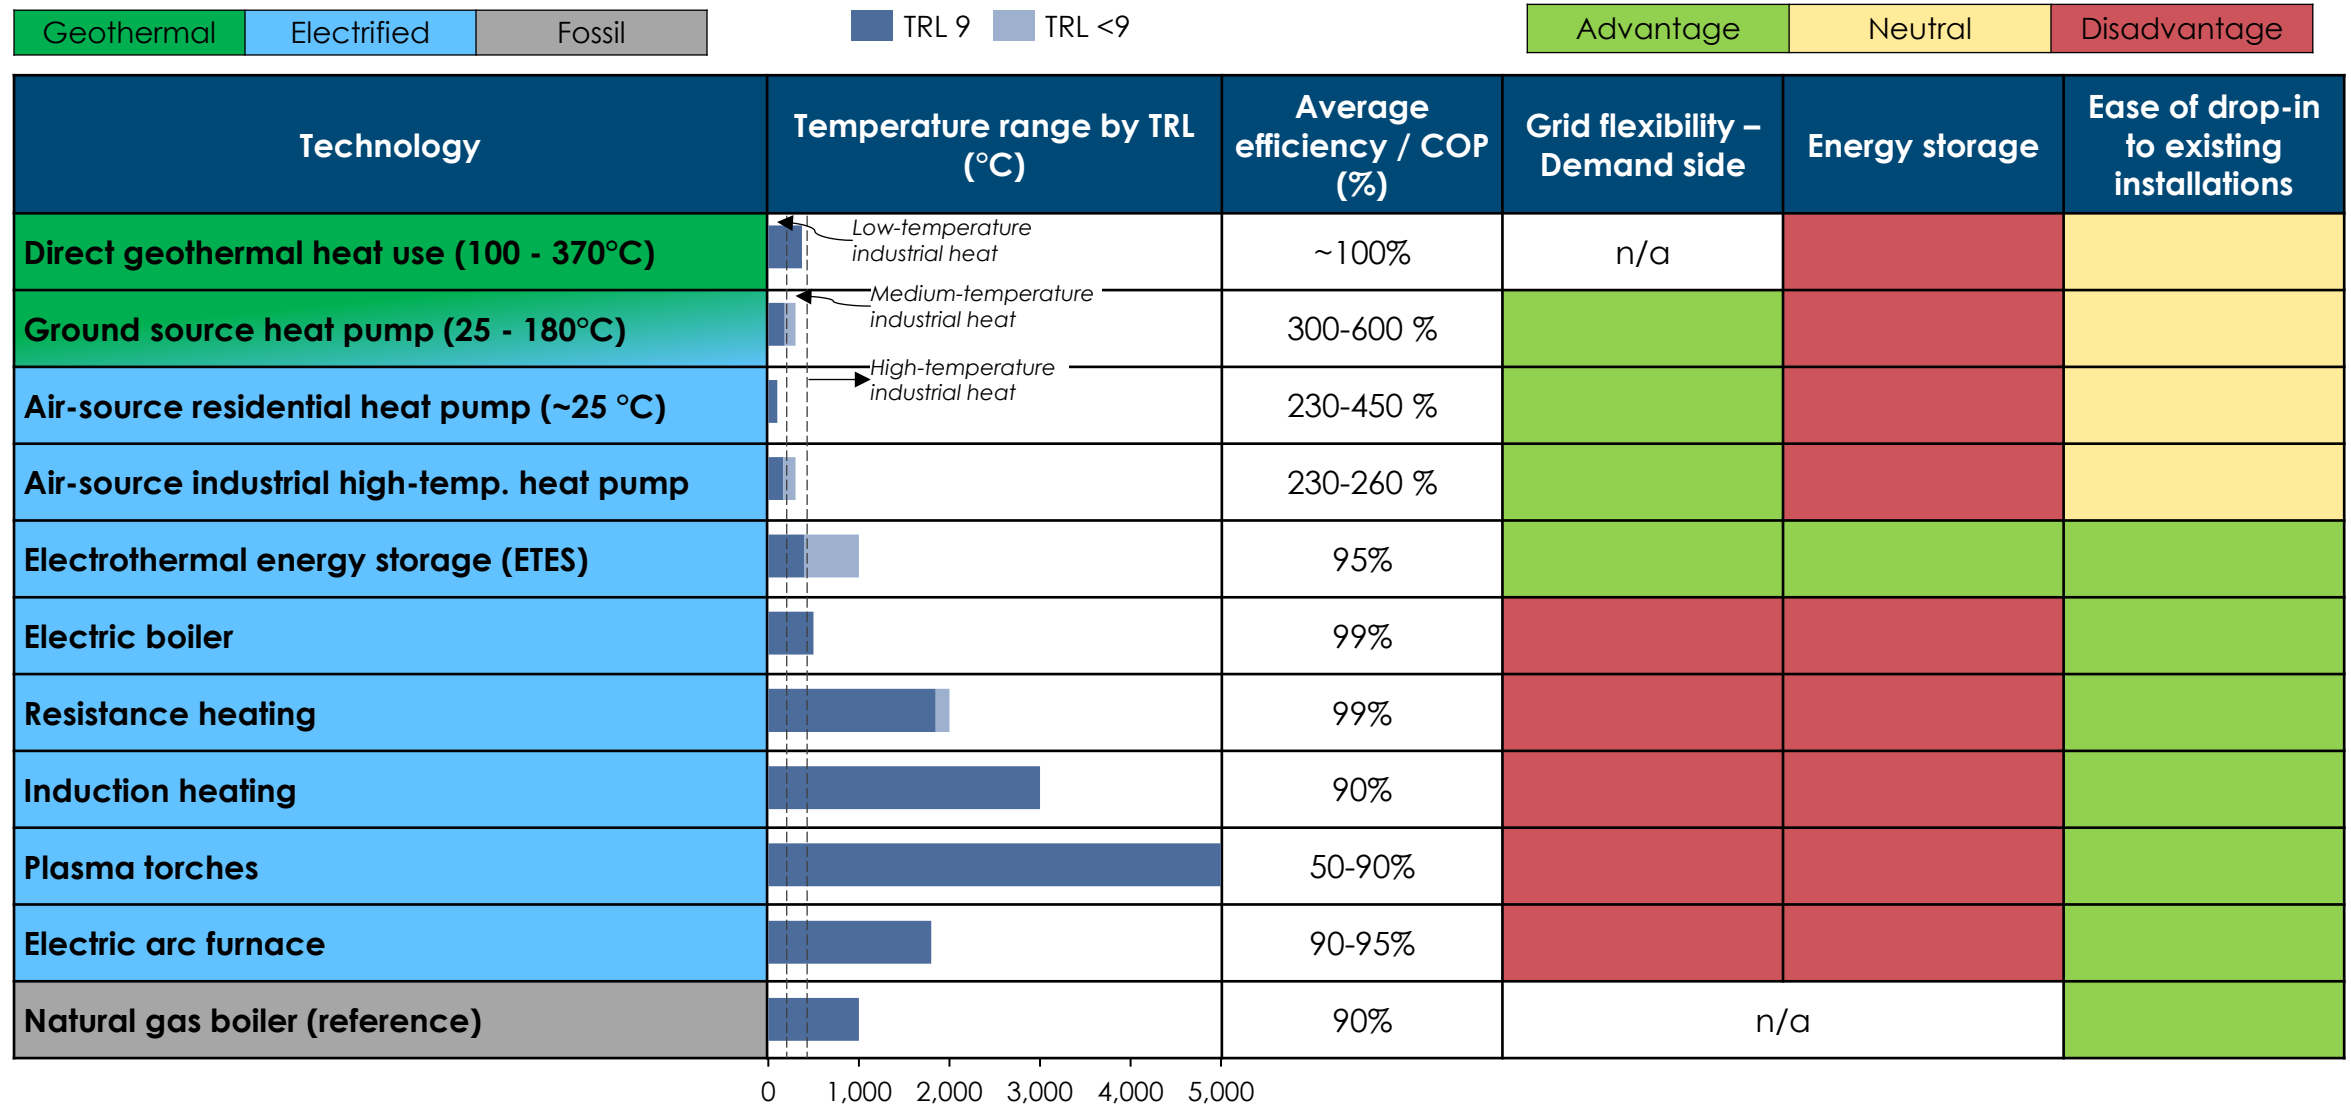 Geothermal
Electrified
Fossil
TRL 9
TRL <9
Advantage
Neutral
Disadvantage
Technology
Temperature range by TRL
(°C)
Average
efficiency / COP
(%)
Grid flexibility –
Demand side
Energy storage
Ease of drop-in
to existing
installations
Direct geothermal heat use (100 - 370°C)
Low-temperature
industrial heat
~100%
n/a
Ground source heat pump (25 - 180°C)
Medium-temperature
industrial heat
300-600 %
Air-source residential heat pump (~25 °C)
High-temperature
industrial heat
230-450 %
Air-source industrial high-temp. heat pump
230-260 %
Electrothermal energy storage (ETES)
95%
Electric boiler
99%
Resistance heating
99%
Induction heating
90%
Plasma torches
50-90%
Electric arc furnace
90-95%
Natural gas boiler (reference)
90%
n/a
0
1,000
2,000
3,000
4,000
5,000